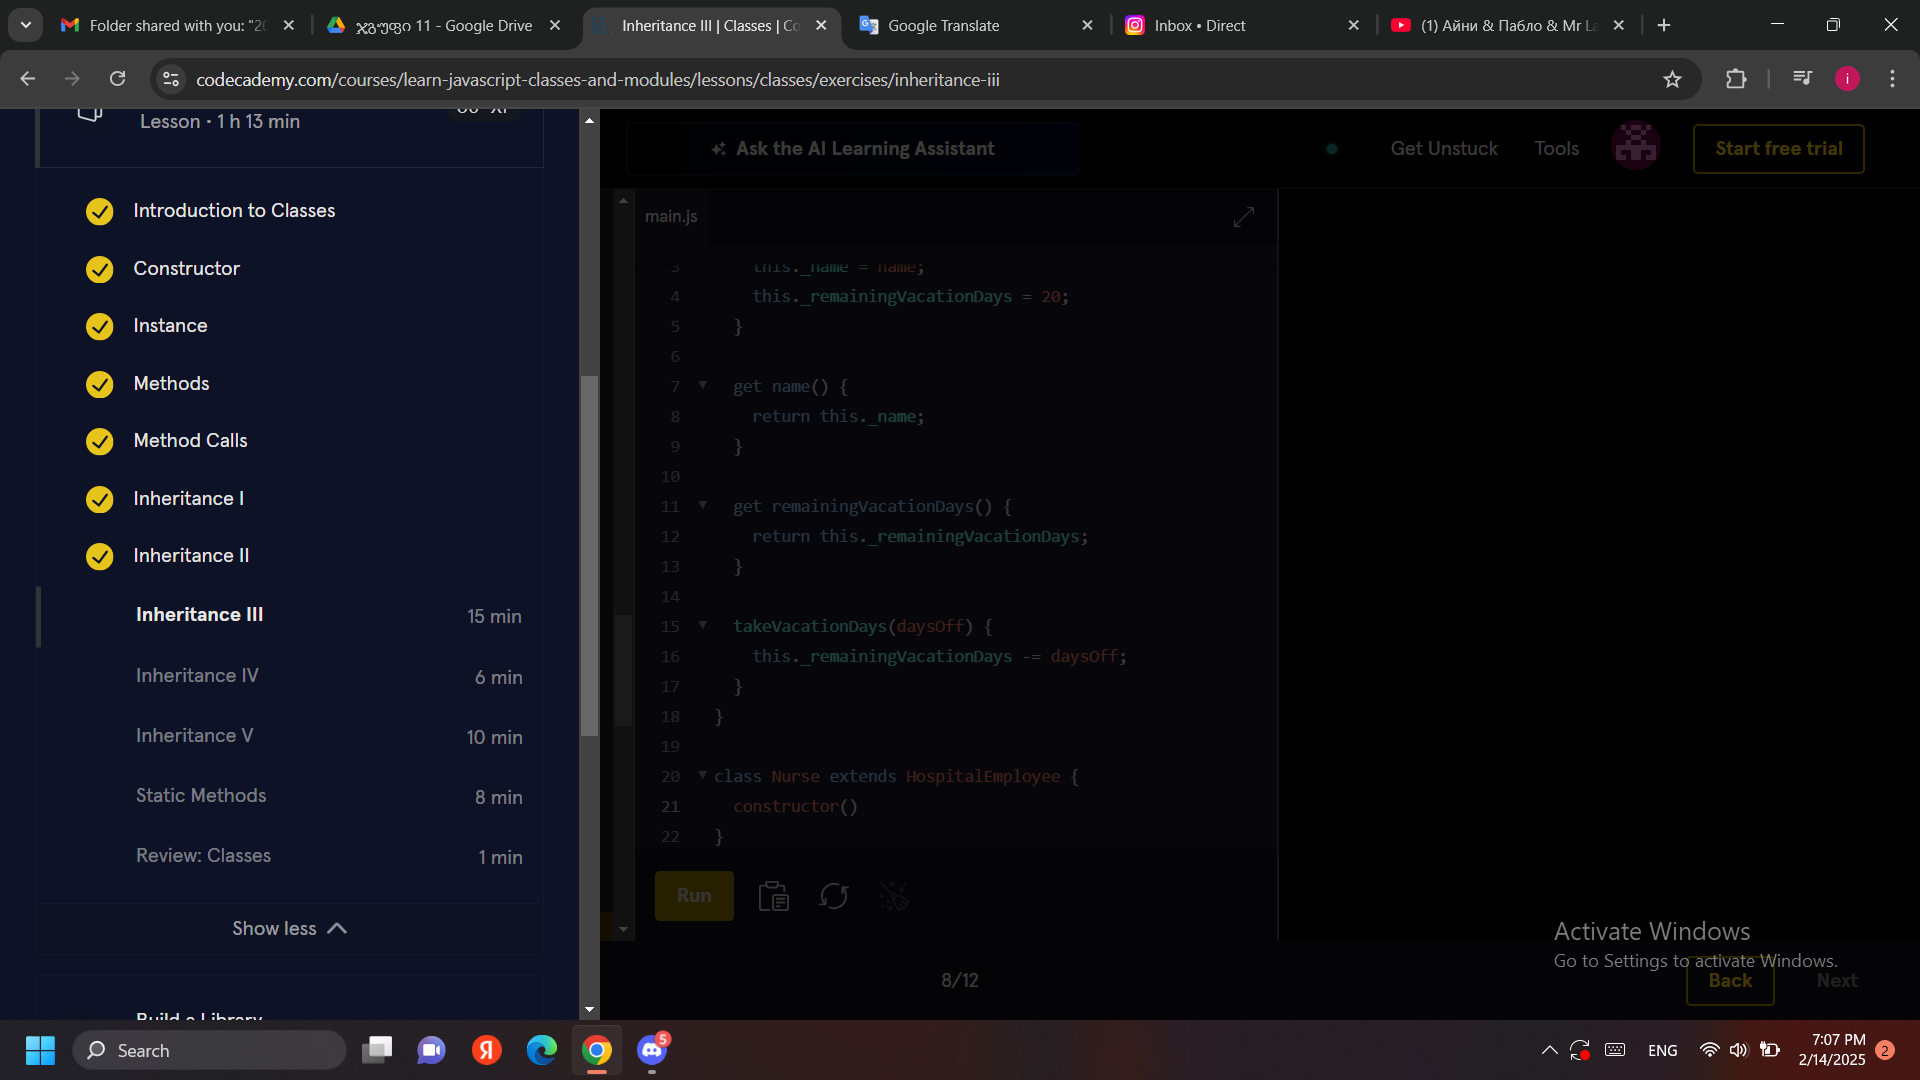 Folder shared with you: "20
ჯგუფი 11 - Google Drive
Inheritance III | Classes | Co
Google Translate
Inbox • Direct
(1) Айни & Пабло & Mr La
codecademy.com/courses/learn-javascript-classes-and-modules/lessons/classes/exercises/inheritance-iii
i
Lesson • 1 h 13 min
Introduction to Classes
Constructor
Instance
Methods
Method Calls
Inheritance I
Inheritance II
Inheritance III 15 min
Inheritance IV 6 min
Inheritance V 10 min
Static Methods 8 min
Review: Classes 1 min
Show less
Build a Library
Ask the AI Learning Assistant
Get Unstuck
Tools
Start free trial
main.js
3 this._name = name;
4 this._remainingVacationDays = 20;
5 }
6
7 get name() {
8 return this._name;
9 }
10
11 get remainingVacationDays() {
12 return this._remainingVacationDays;
13 }
14
15 takeVacationDays(daysOff) {
16 this._remainingVacationDays -= daysOff;
17 }
18 }
19
20 class Nurse extends HospitalEmployee {
21 constructor()
22 }
Run
8/12
Back
Next
Activate Windows
Go to Settings to activate Windows.
Search
Я
5
ENG
7:07 PM
2/14/2025
2